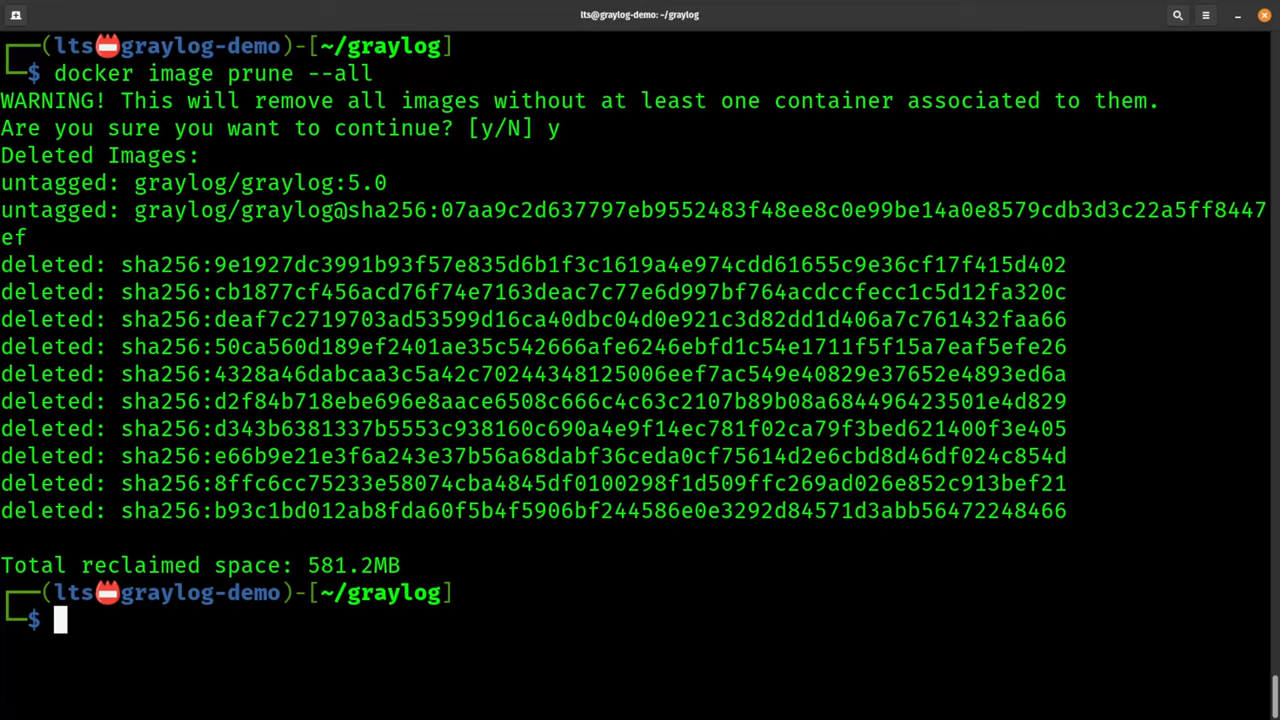 lts@graylog-demo: ~/graylog
┌──(lts📛graylog-demo)-[~/graylog]
└─$ docker image prune --all
WARNING! This will remove all images without at least one container associated to them.
Are you sure you want to continue? [y/N] y
Deleted Images:
untagged: graylog/graylog:5.0
untagged: graylog/graylog@sha256:07aa9c2d637797eb9552483f48ee8c0e99be14a0e8579cdb3d3c22a5ff8447
ef
deleted: sha256:9e1927dc3991b93f57e835d6b1f3c1619a4e974cdd61655c9e36cf17f415d402
deleted: sha256:cb1877cf456acd76f74e7163deac7c77e6d997bf764acdccfecc1c5d12fa320c
deleted: sha256:deaf7c2719703ad53599d16ca40dbc04d0e921c3d82dd1d406a7c761432faa66
deleted: sha256:50ca560d189ef2401ae35c542666afe6246ebfd1c54e1711f5f15a7eaf5efe26
deleted: sha256:4328a46dabcaa3c5a42c70244348125006eef7ac549e40829e37652e4893ed6a
deleted: sha256:d2f84b718ebe696e8aace6508c666c4c63c2107b89b08a684496423501e4d829
deleted: sha256:d343b6381337b5553c938160c690a4e9f14ec781f02ca79f3bed621400f3e405
deleted: sha256:e66b9e21e3f6a243e37b56a68dabf36ceda0cf75614d2e6cbd8d46df024c854d
deleted: sha256:8ffc6cc75233e58074cba4845df0100298f1d509ffc269ad026e852c913bef21
deleted: sha256:b93c1bd012ab8fda60f5b4f5906bf244586e0e3292d84571d3abb56472248466
Total reclaimed space: 581.2MB
┌──(lts📛graylog-demo)-[~/graylog]
└─$